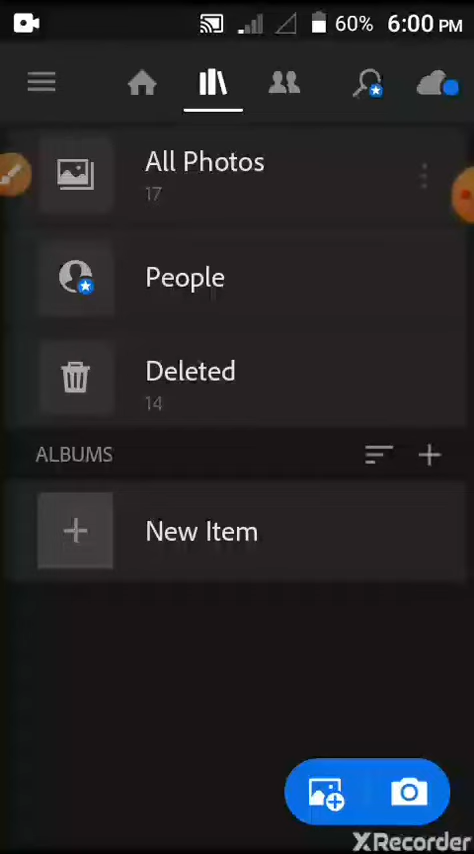 60% 6:00 PM
All Photos
17
People
Deleted
14
ALBUMS
New Item
XRecorder